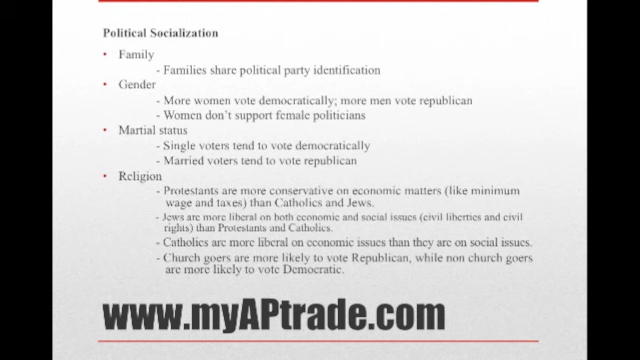 Political Socialization
• Family
- Families share political party identification
• Gender
- More women vote democratically; more men vote republican
- Women don't support female politicians
• Martial status
- Single voters tend to vote democratically
- Married voters tend to vote republican
• Religion
- Protestants are more conservative on economic matters (like minimum
wage and taxes) than Catholics and Jews.
- Jews are more liberal on both economic and social issues (civil liberties and civil
rights) than Protestants and Catholics.
- Catholics are more liberal on economic issues than they are on social issues.
- Church goers are more likely to vote Republican, while non church goers
are more likely to vote Democratic.
www.myAPtrade.com